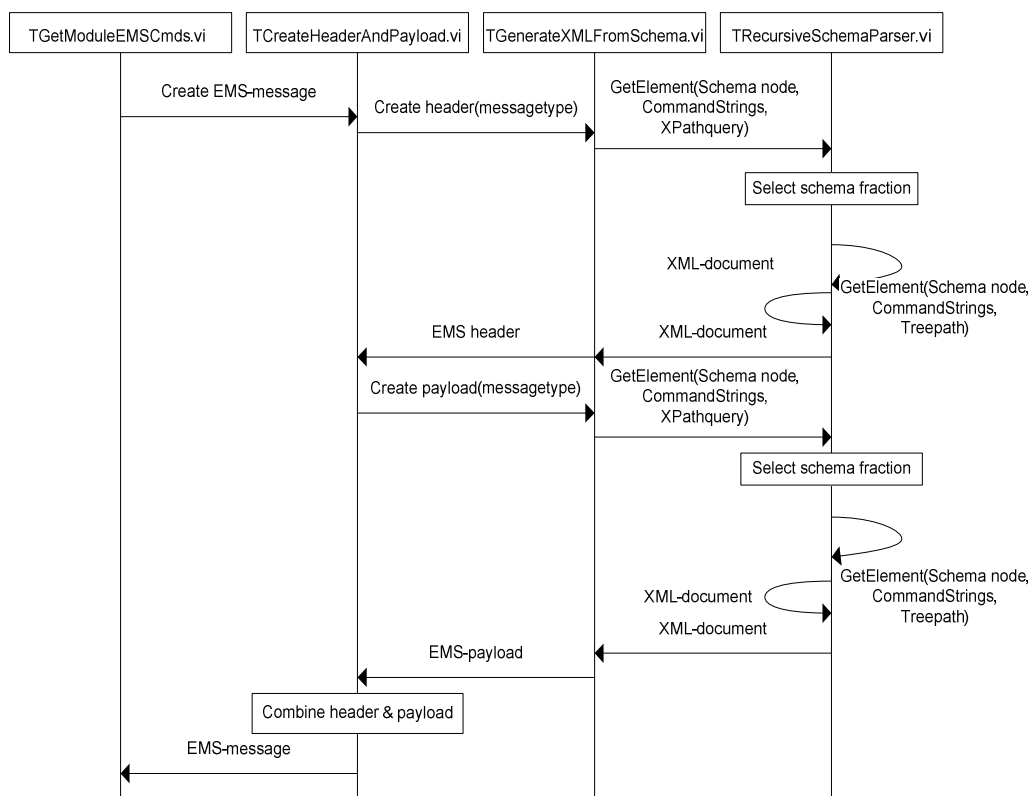 TGetModuleEMSCmds.vi
TCreateHeaderAndPayload.vi
TGenerateXMLFromSchema.vi
TRecursiveSchemaParser.vi
Create EMS-message
Create header(messagetype)
GetElement(Schema node,
CommandStrings,
XPathquery)
Select schema fraction
XML-document
GetElement(Schema node,
CommandStrings,
Treepath)
EMS header
XML-document
Create payload(messagetype)
GetElement(Schema node,
CommandStrings,
XPathquery)
Select schema fraction
GetElement(Schema node,
CommandStrings,
Treepath)
XML-document
XML-document
EMS-payload
Combine header & payload
EMS-message